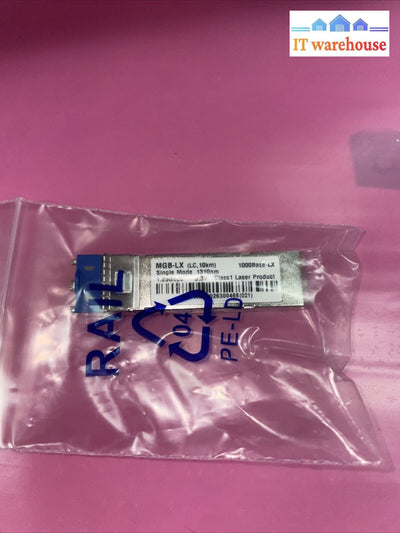 IT warehouse
MGB-LX (LC,10km) 1000Base-LX
Single Mode 1310nm
Class1 Laser Product
RAIL
04
PE-LD